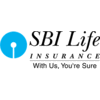 SBI Life
INSURANCE
With Us, You're Sure